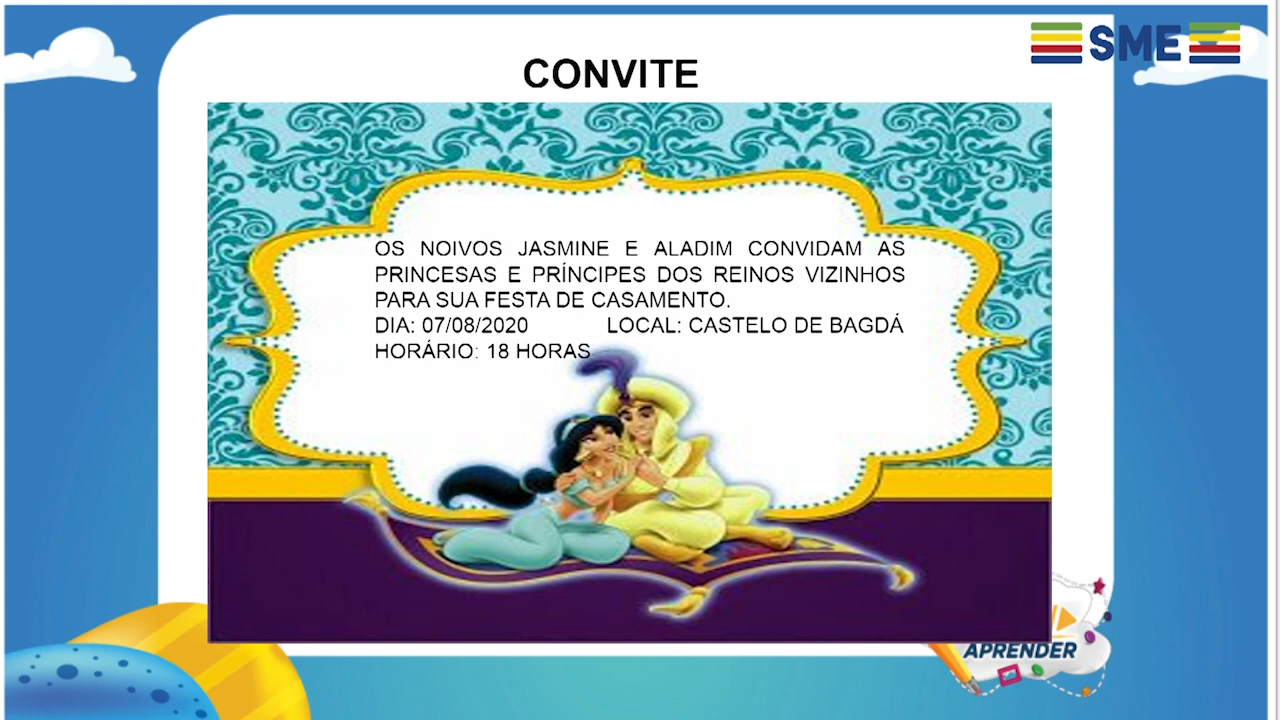 SME
CONVITE
OS NOIVOS JASMINE E ALADIM CONVIDAM AS
PRINCESAS E PRÍNCIPES DOS REINOS VIZINHOS
PARA SUA FESTA DE CASAMENTO.
DIA: 07/08/2020 LOCAL: CASTELO DE BAGDÁ
HORÁRIO: 18 HORAS
APRENDER